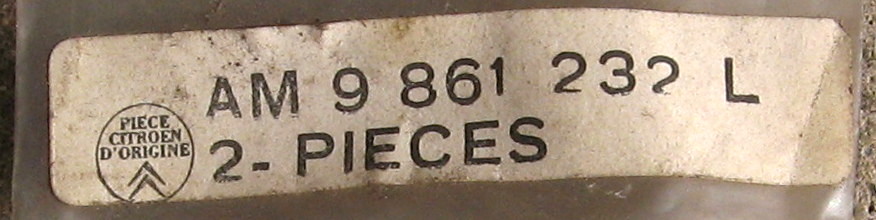 AM 9 861 232 L
2- PIECES
PIECE
CITROEN
D'ORIGINE